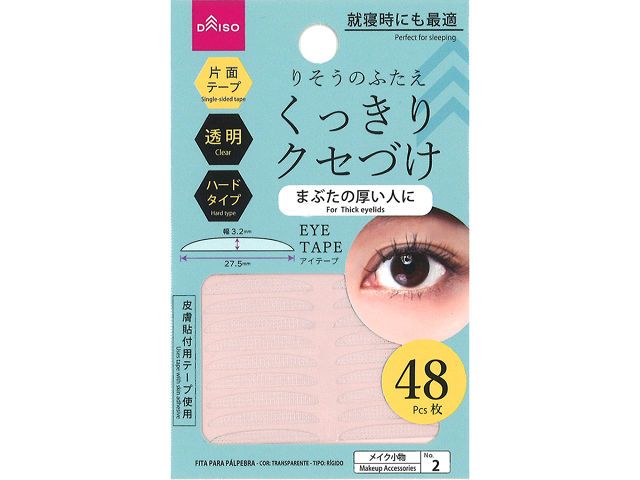 DAISO
就寝時にも最適
Perfect for sleeping
片面
テープ
Single-sided tape
りそうのふたえ
くっきり
クセづけ
透明
Clear
まぶたの厚い人に
For Thick eyelids
ハード
タイプ
Hard type
幅3.2mm
27.5mm
EYE
TAPE
アイテープ
皮膚貼付用テープ使用
Uses tape with skin adhesive
48
Pcs 枚
FITA PARA PÁLPEBRA - COR: TRANSPARENTE - TIPO: RÍGIDO
メイク小物
Makeup Accessories
No.
2